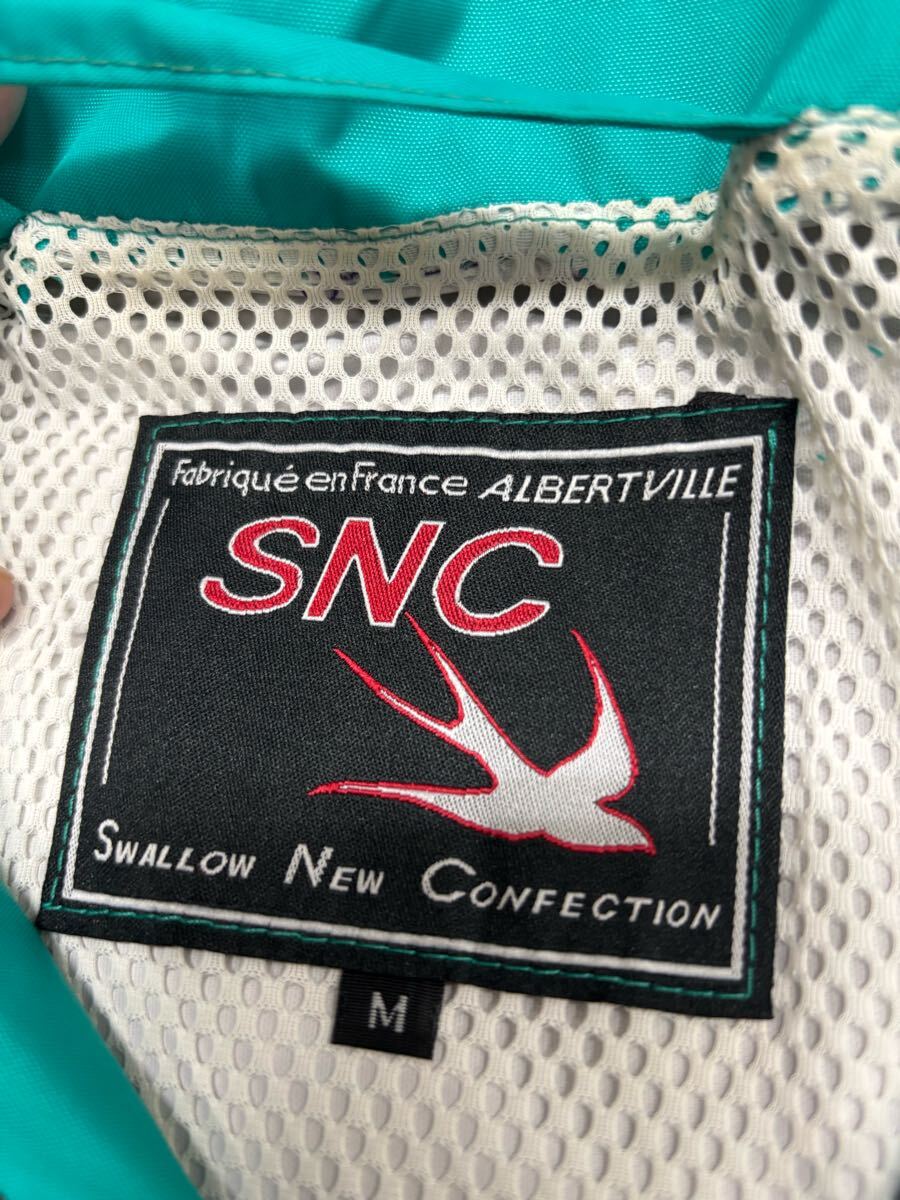 Fabriqué en France ALBERTVILLE
SNC
SWALLOW NEW CONFECTION
M